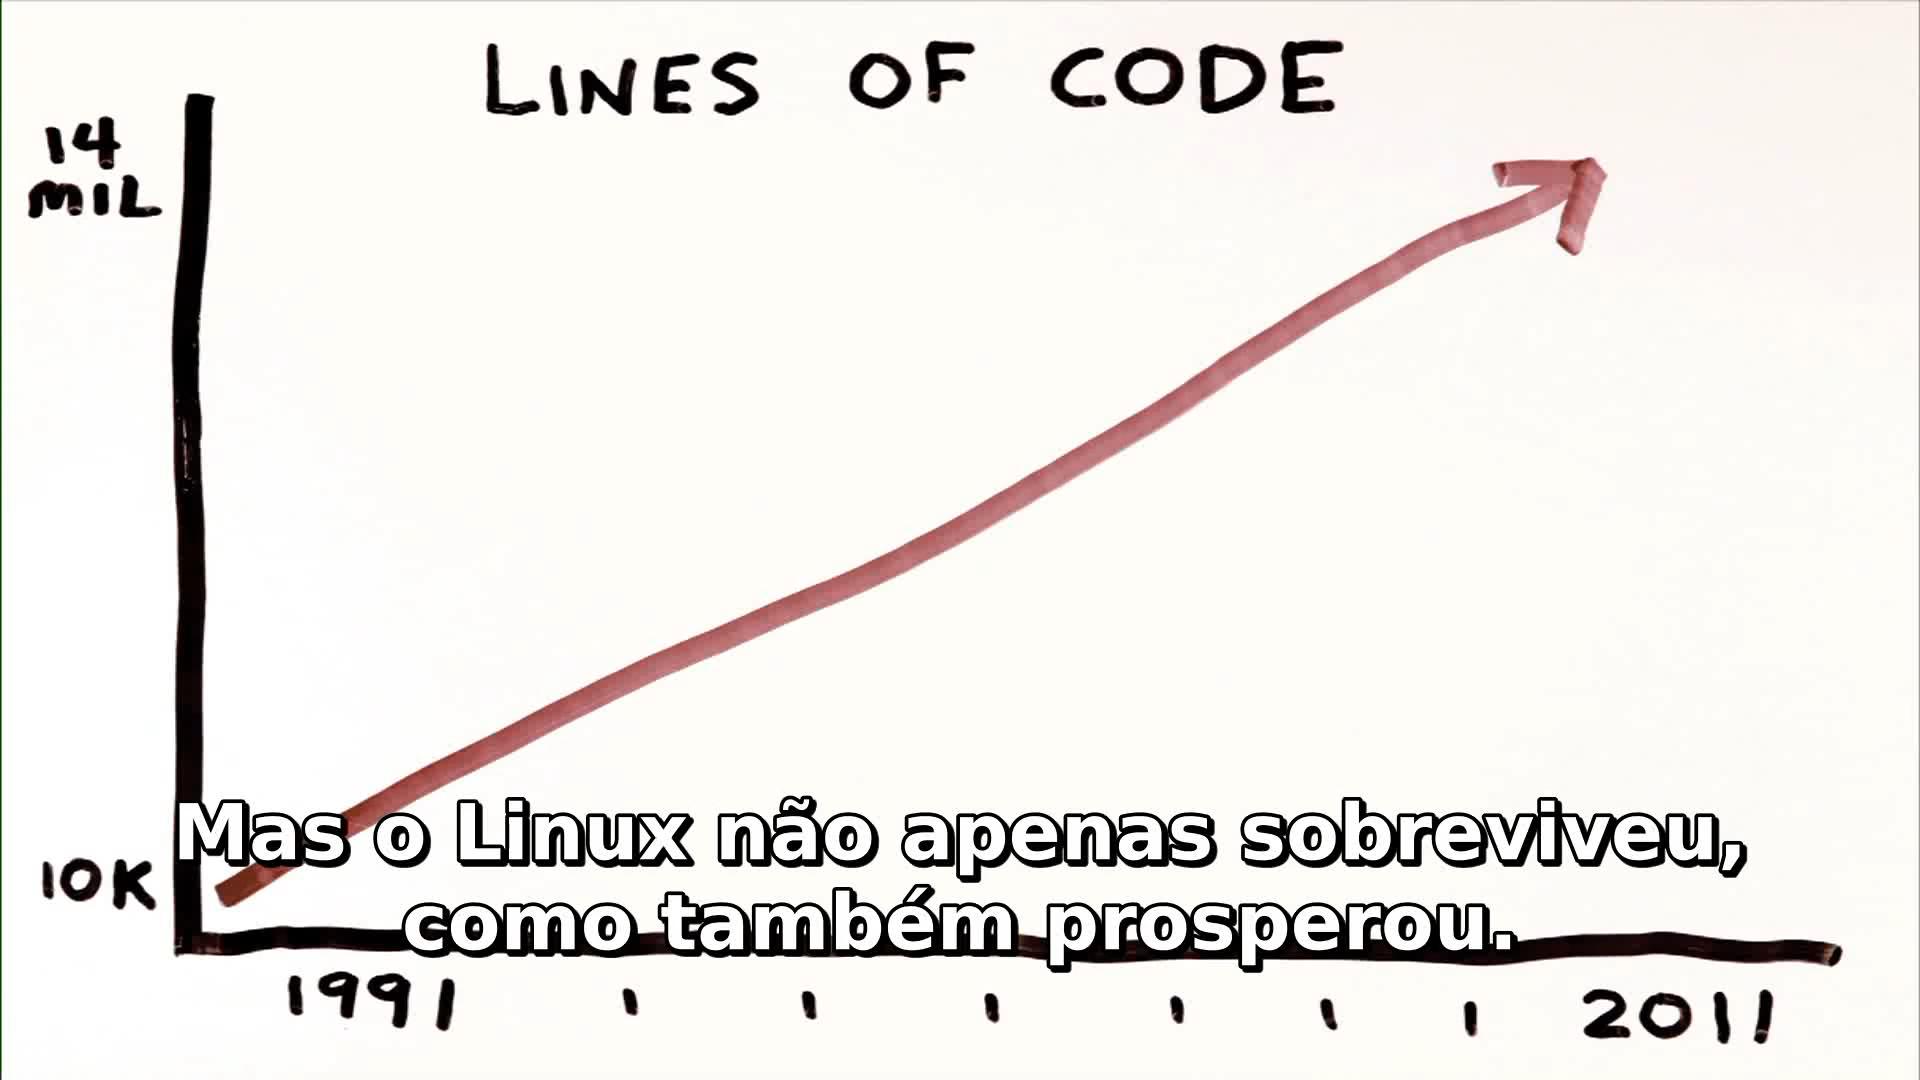 LINES OF CODE
14
MIL
10K
Mas o Linux não apenas sobreviveu,
como também prosperou.
1991
2011